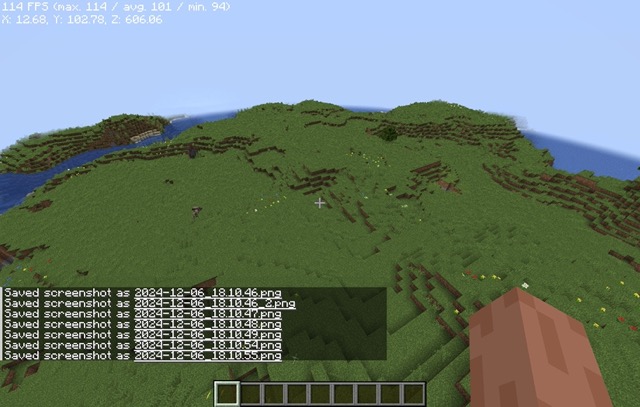 114 FPS (max. 114 / avg. 101 / min. 94)
X: 12.68, Y: 102.78, Z: 606.06
Saved screenshot as 2024-12-06_18.10.46.png
Saved screenshot as 2024-12-06_18.10.46_2.png
Saved screenshot as 2024-12-06_18.10.47.png
Saved screenshot as 2024-12-06_18.10.48.png
Saved screenshot as 2024-12-06_18.10.49.png
Saved screenshot as 2024-12-06_18.10.54.png
Saved screenshot as 2024-12-06_18.10.55.png